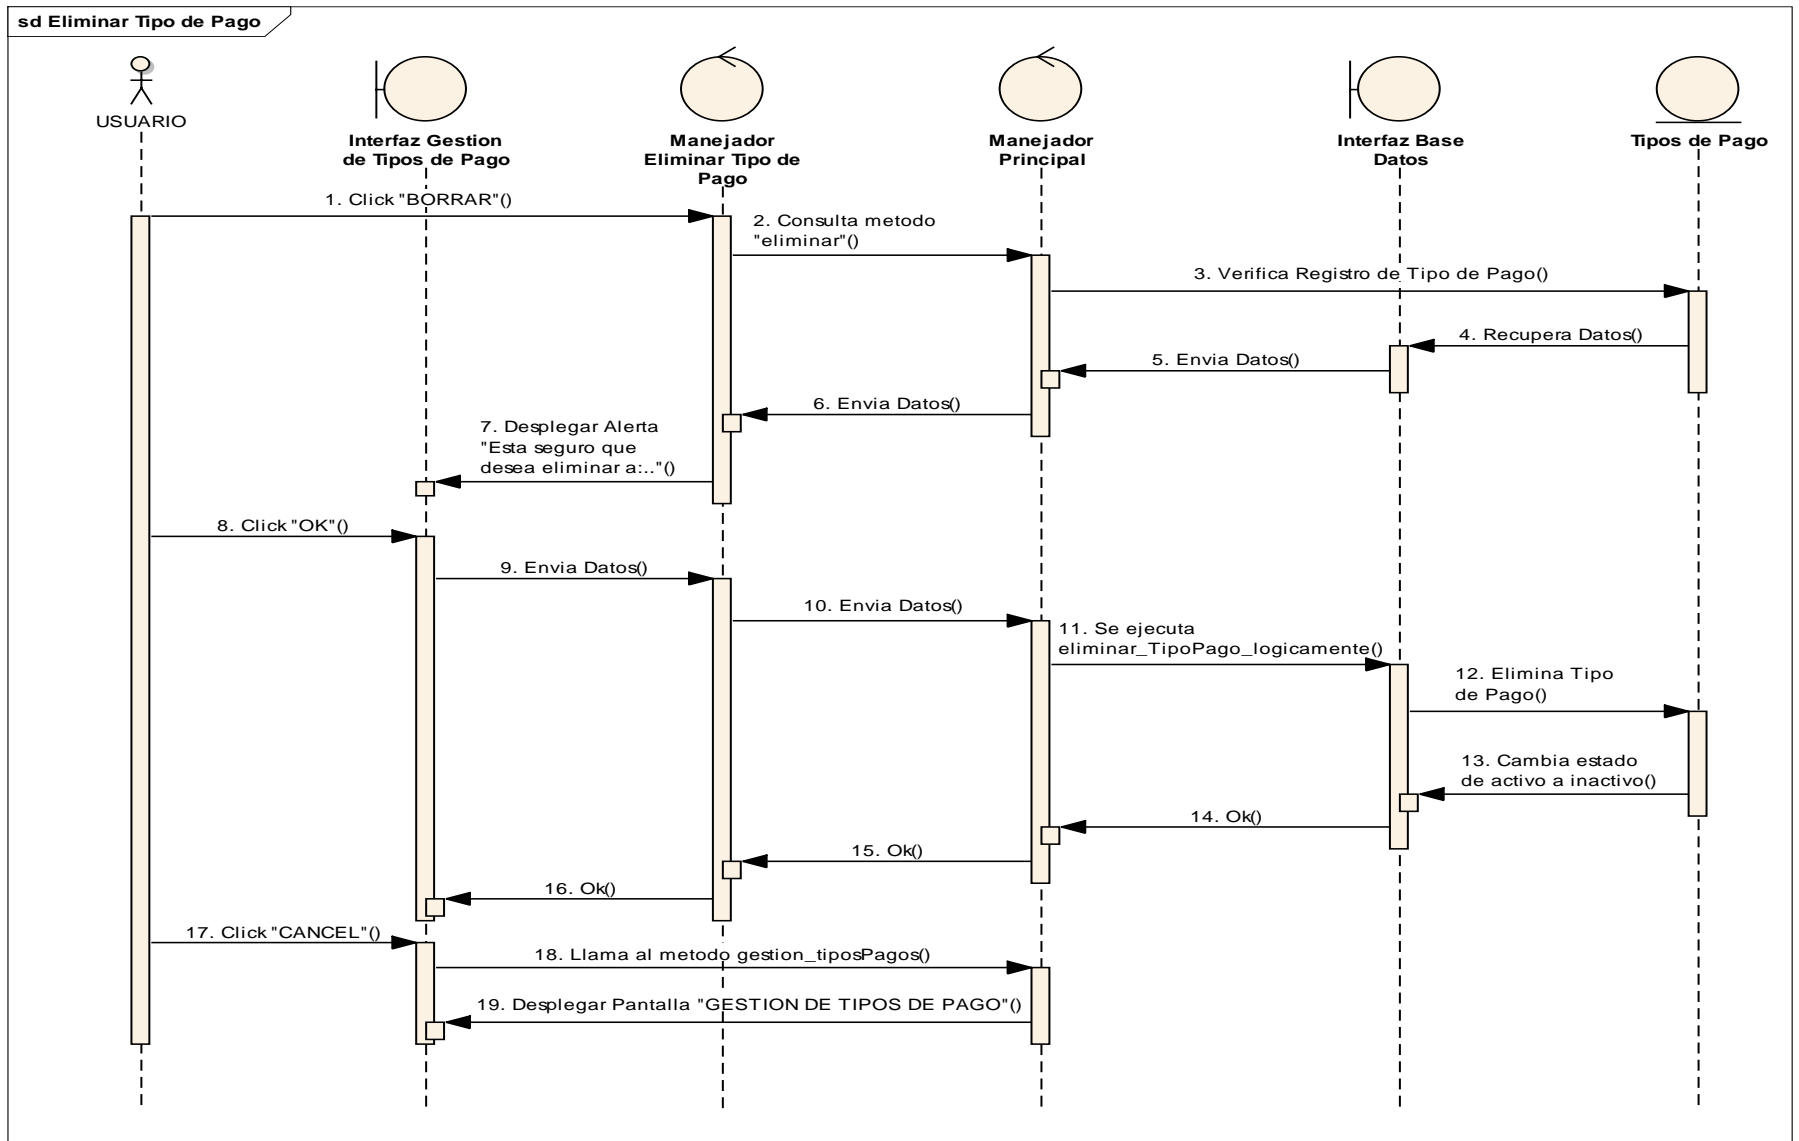 sd Eliminar Tipo de Pago
USUARIO
Interfaz Gestion
de Tipos de Pago
Manejador
Eliminar Tipo de
Pago
Manejador
Principal
Interfaz Base
Datos
Tipos de Pago
1. Click "BORRAR"()
2. Consulta metodo
"eliminar"()
3. Verifica Registro de Tipo de Pago()
4. Recupera Datos()
5. Envia Datos()
6. Envia Datos()
7. Desplegar Alerta
"Esta seguro que
desea eliminar a:.."()
8. Click "OK"()
9. Envia Datos()
10. Envia Datos()
11. Se ejecuta
eliminar_TipoPago_logicamente()
12. Elimina Tipo
de Pago()
13. Cambia estado
de activo a inactivo()
14. Ok()
15. Ok()
16. Ok()
17. Click "CANCEL"()
18. Llama al metodo gestion_tiposPagos()
19. Desplegar Pantalla "GESTION DE TIPOS DE PAGO"()